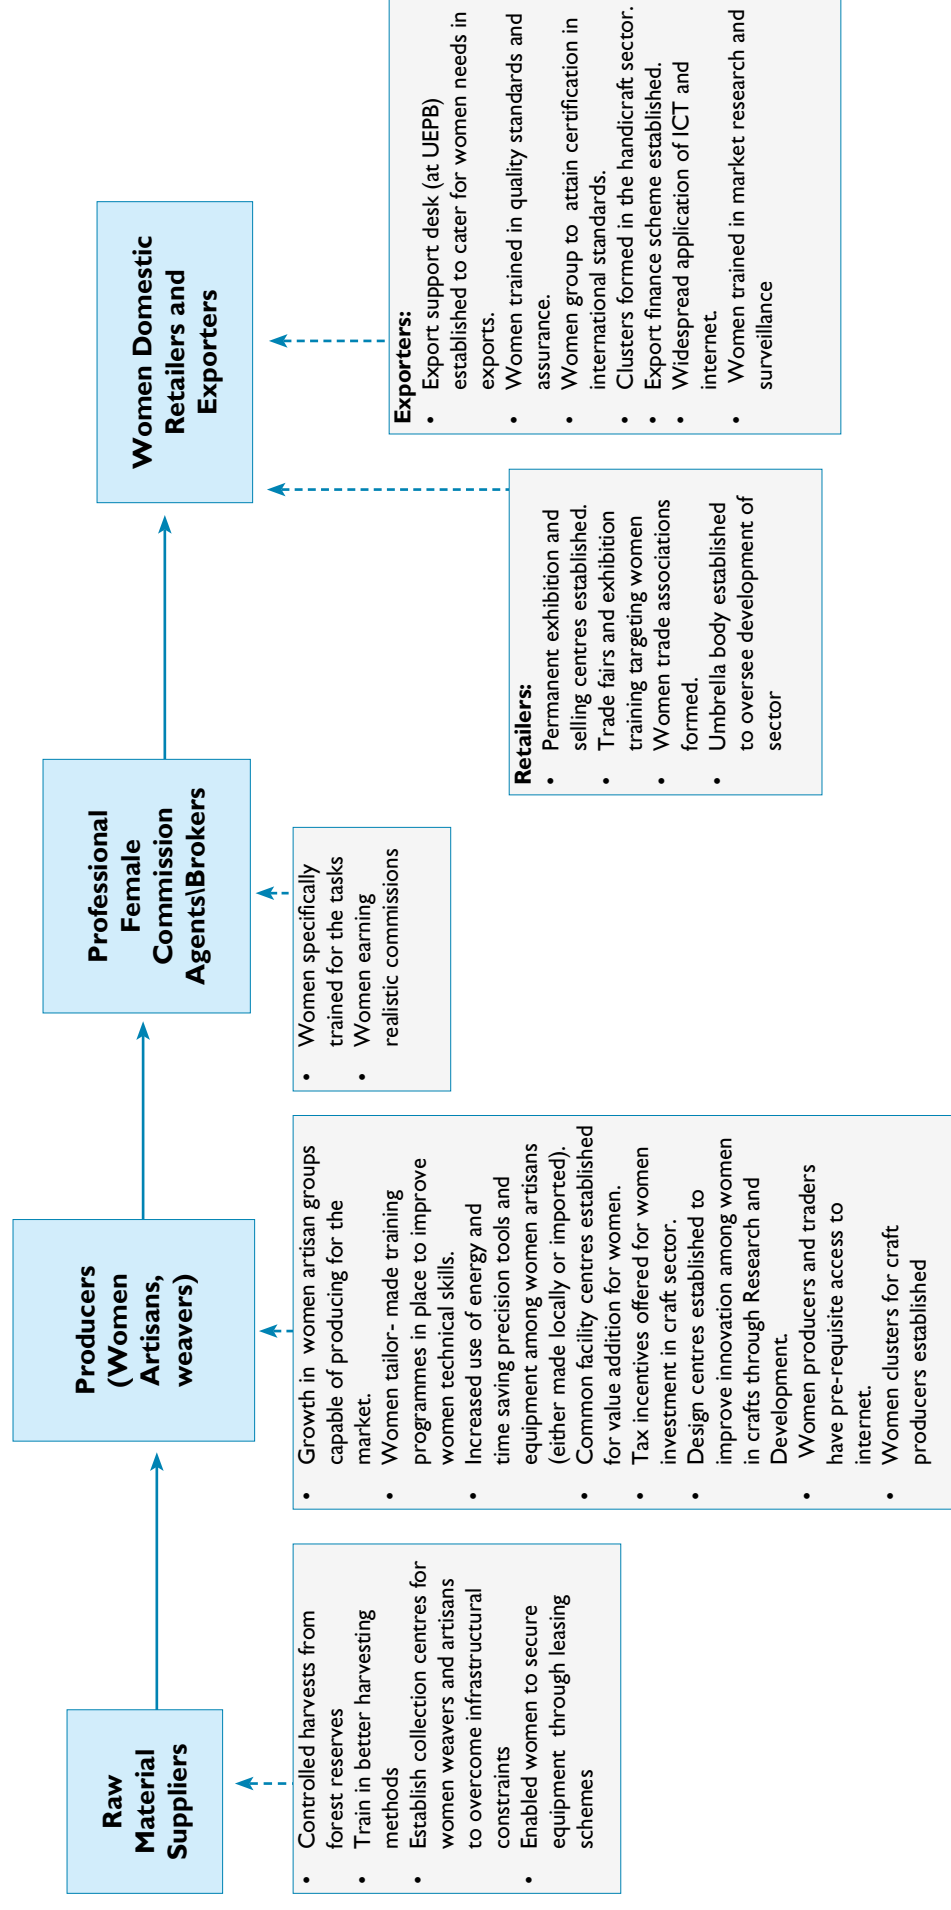 Raw
Material
Suppliers
Producers
(Women
Artisans,
weavers)
Professional
Female
Commission
Agents\Brokers
Women Domestic
Retailers and
Exporters
• Controlled harvests from
forest reserves
Train in better harvesting
methods
Establish collection centres for
women weavers and artisans
to overcome infrastructural
constraints
• Enabled women to secure
equipment through leasing
schemes
• Growth in women artisan groups
capable of producing for the
market.
• Women tailor- made training
programmes in place to improve
women technical skills.
• Increased use of energy and
time saving precision tools and
equipment among women artisans
(either made locally or imported).
• Common facility centres established
for value addition for women.
• Tax incentives offered for women
investment in craft sector.
• Design centres established to
improve innovation among women
in crafts through Research and
Development.
• Women producers and traders
have pre-requisite access to
internet.
• Women clusters for craft
producers established
• Women specifically
trained for the tasks
• Women earning
realistic commissions
Retailers:
• Permanent exhibition and
selling centres established.
• Trade fairs and exhibition
training targeting women
• Women trade associations
formed.
• Umbrella body established
to oversee development of
sector
Exporters:
• Export support desk (at UEPB)
established to cater for women needs in
exports.
• Women trained in quality standards and
assurance.
• Women group to attain certification in
international standards.
• Clusters formed in the handicraft sector.
• Export finance scheme established.
• Widespread application of ICT and
internet.
• Women trained in market research and
surveillance